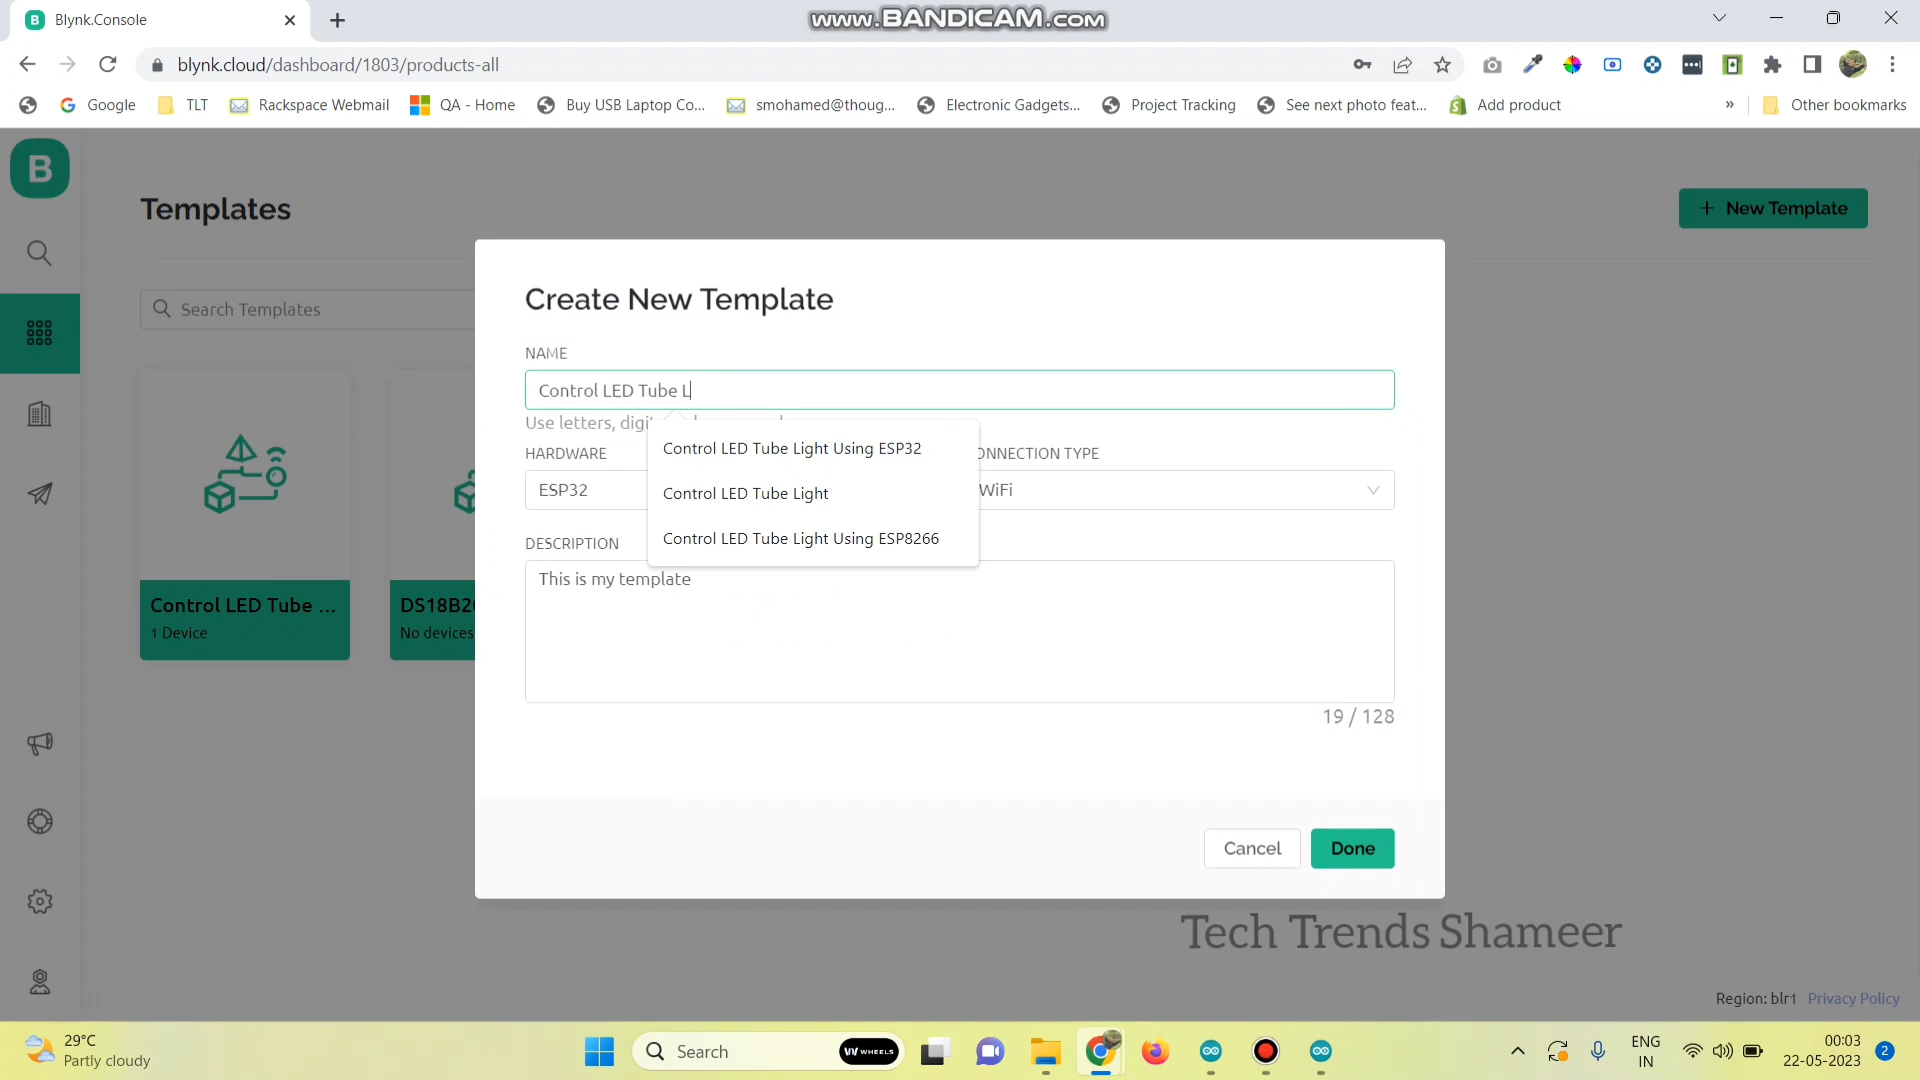 Blynk.Console
www.BANDICAM.com
blynk.cloud/dashboard/1803/products-all
Google
TLT
Rackspace Webmail
QA - Home
Buy USB Laptop Co...
smohamed@thoug...
Electronic Gadgets...
Project Tracking
See next photo feat...
Add product
»
Other bookmarks
B
Templates
+ New Template
Search Templates
Create New Template
NAME
Control LED Tube L
Control LED Tube Light Using ESP32
Control LED Tube Light
Control LED Tube Light Using ESP8266
HARDWARE
ESP32
ONNECTION TYPE
WiFi
DESCRIPTION
This is my template
19 / 128
Control LED Tube ...
1 Device
DS18B2
No devices
Cancel
Done
Tech Trends Shameer
Region: blr1 Privacy Policy
29°C
Partly cloudy
Search
WHEELS
ENG
IN
00:03
22-05-2023
2